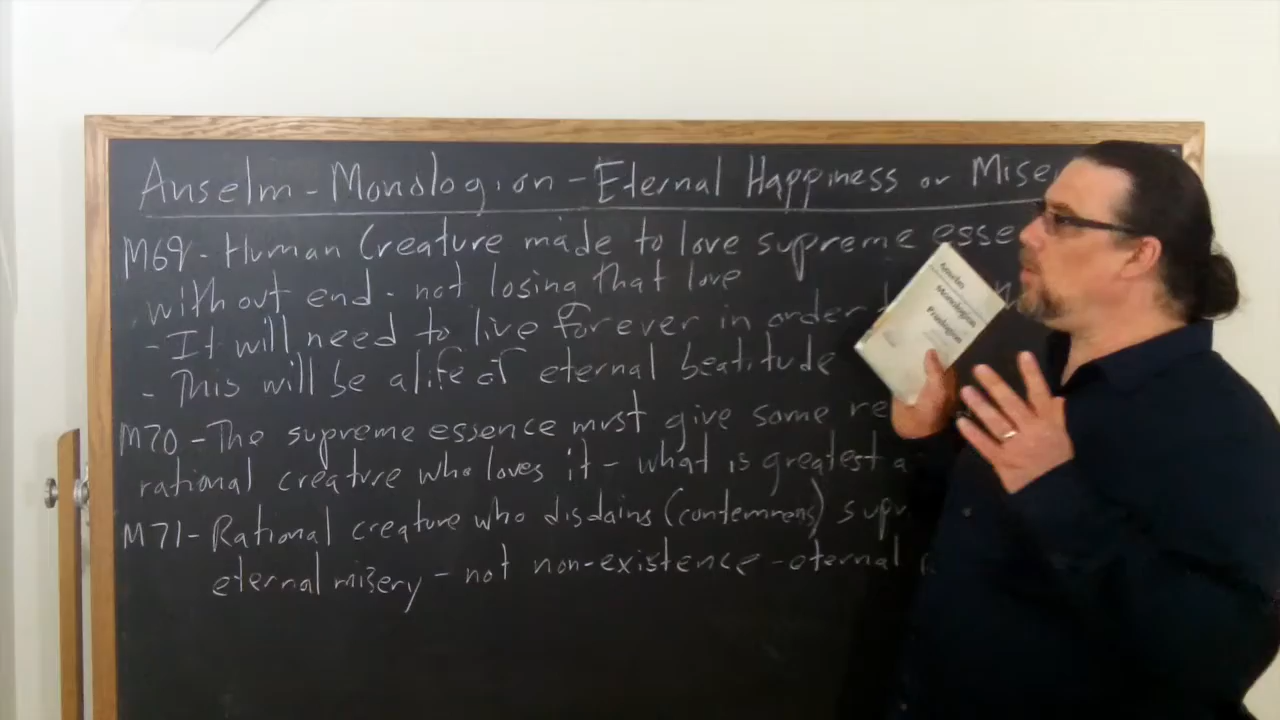 Anselm - Monologion - Eternal Happiness or Mise
M69 - Human Creature made to love supreme esse
without end - not losing that love
- It will need to live forever in order
- This will be a life of eternal beatitude
M70 - The supreme essence must give some re
rational creature who loves it - what is greatest a
M71 - Rational creature who disdains (contemnens) supr
eternal misery - not non-existence - eternal
Anselm
Monologion
Proslogion